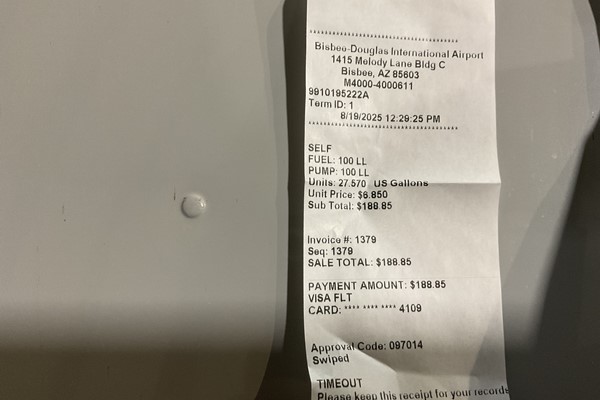 *************************************
Bisbee-Douglas International Airport
1415 Melody Lane Bldg C
Bisbee, AZ 85603
M4000-4000611
9910195222A
Term ID: 1
8/19/2025 12:29:25 PM
*************************************
SELF
FUEL: 100 LL
PUMP: 100 LL
Units: 27.570 US Gallons
Unit Price: $6.850
Sub Total: $188.85
Invoice #: 1379
Seq: 1379
SALE TOTAL: $188.85
PAYMENT AMOUNT: $188.85
VISA FLT
CARD: **** **** **** 4109
Approval Code: 097014
Swiped
TIMEOUT
Please keep this receipt for your records